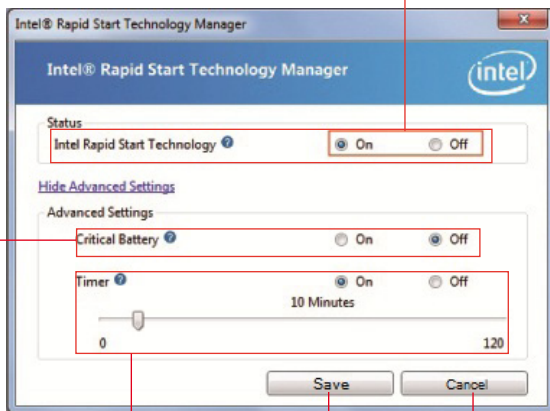 Intel® Rapid Start Technology Manager
x
Intel® Rapid Start Technology Manager
(intel)
Status
Intel Rapid Start Technology ? On Off
Hide Advanced Settings
Advanced Settings
Critical Battery ? On Off
Timer ? On Off
10 Minutes
0 120
Save Cancel